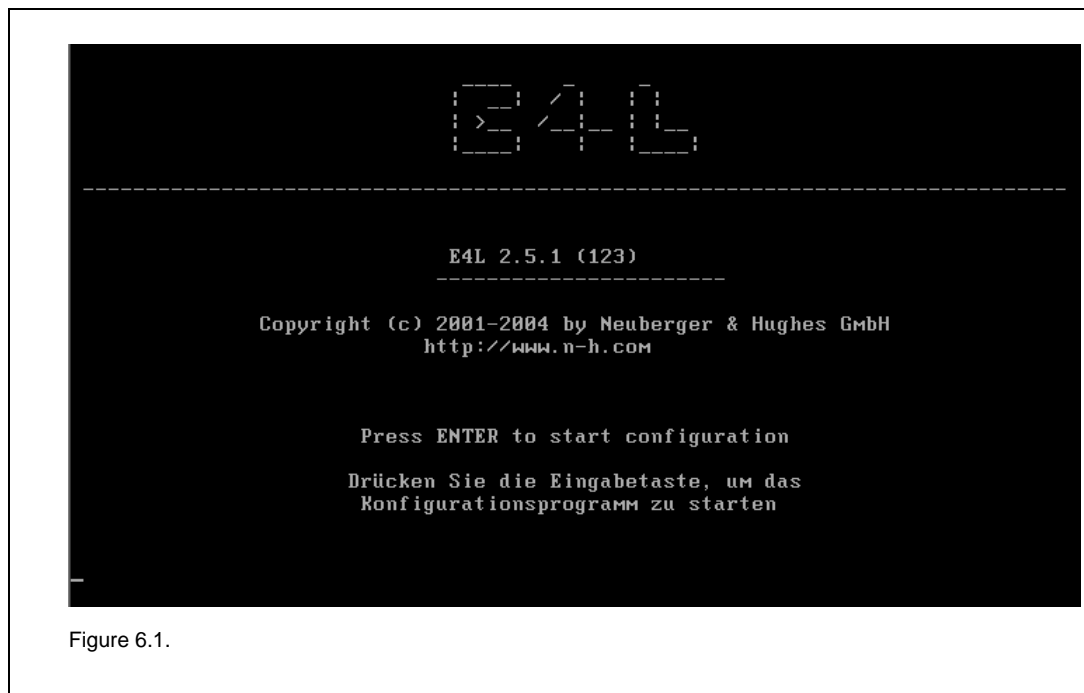 E4L
E4L 2.5.1 (123)
Copyright (c) 2001-2004 by Neuberger & Hughes GmbH
http://www.n-h.com
Press ENTER to start configuration
Drücken Sie die Eingabetaste, um das
Konfigurationsprogramm zu starten
Figure 6.1.